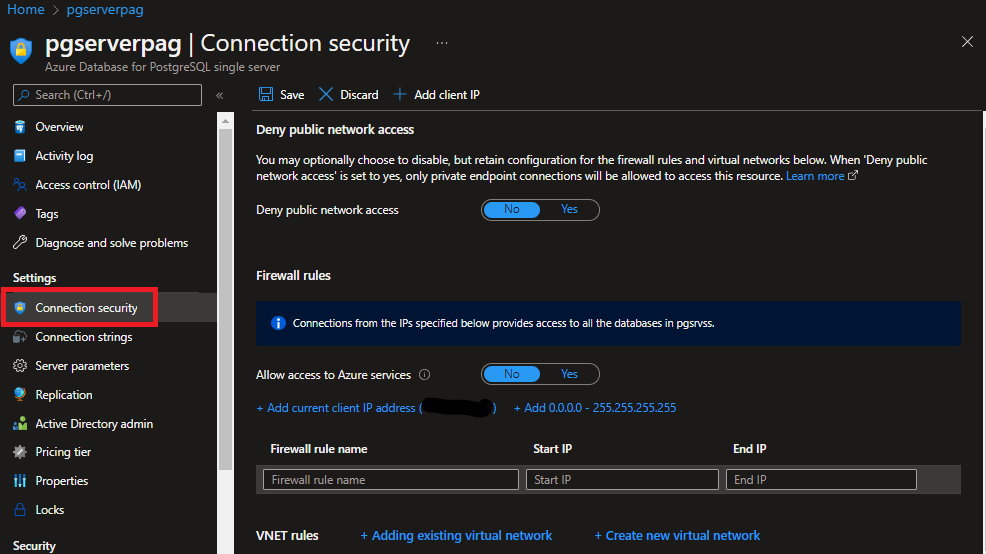 Home > pgserverpag
pgserverpag | Connection security ...
Azure Database for PostgreSQL single server
Search (Ctrl+/)
«
Save
Discard
Add client IP
Overview
Activity log
Access control (IAM)
Tags
Diagnose and solve problems
Settings
Connection security
Connection strings
Server parameters
Replication
Active Directory admin
Pricing tier
Properties
Locks
Security
Deny public network access
You may optionally choose to disable, but retain configuration for the firewall rules and virtual networks below. When 'Deny public
network access' is set to yes, only private endpoint connections will be allowed to access this resource. Learn more
Deny public network access No Yes
Firewall rules
Connections from the IPs specified below provides access to all the databases in pgsrvss.
Allow access to Azure services No Yes
+ Add current client IP address ( ) + Add 0.0.0.0 - 255.255.255.255
Firewall rule name Start IP End IP
Firewall rule name Start IP End IP
VNET rules + Adding existing virtual network + Create new virtual network